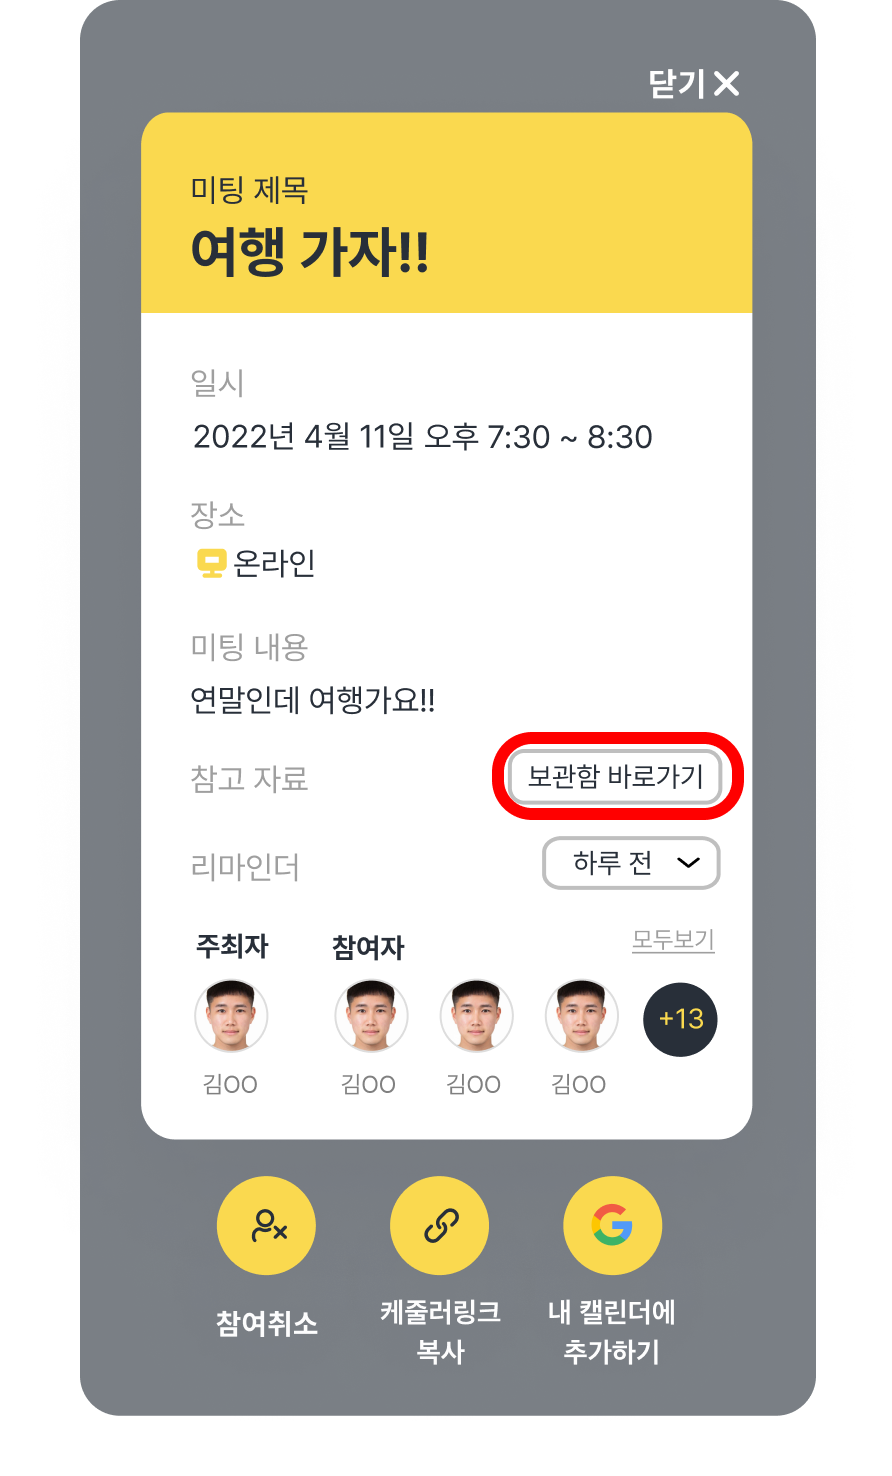 닫기
미팅 제목
여행 가자!!
일시
2022년 4월 11일 오후 7:30 ~ 8:30
장소
온라인
미팅 내용
연말인데 여행가요!!
참고 자료 보관함 바로가기
리마인더 하루 전
주최자 참여자 모두보기
+13
김OO 김OO 김OO 김OO
참여취소
케줄러링크
복사
내 캘린더에
추가하기